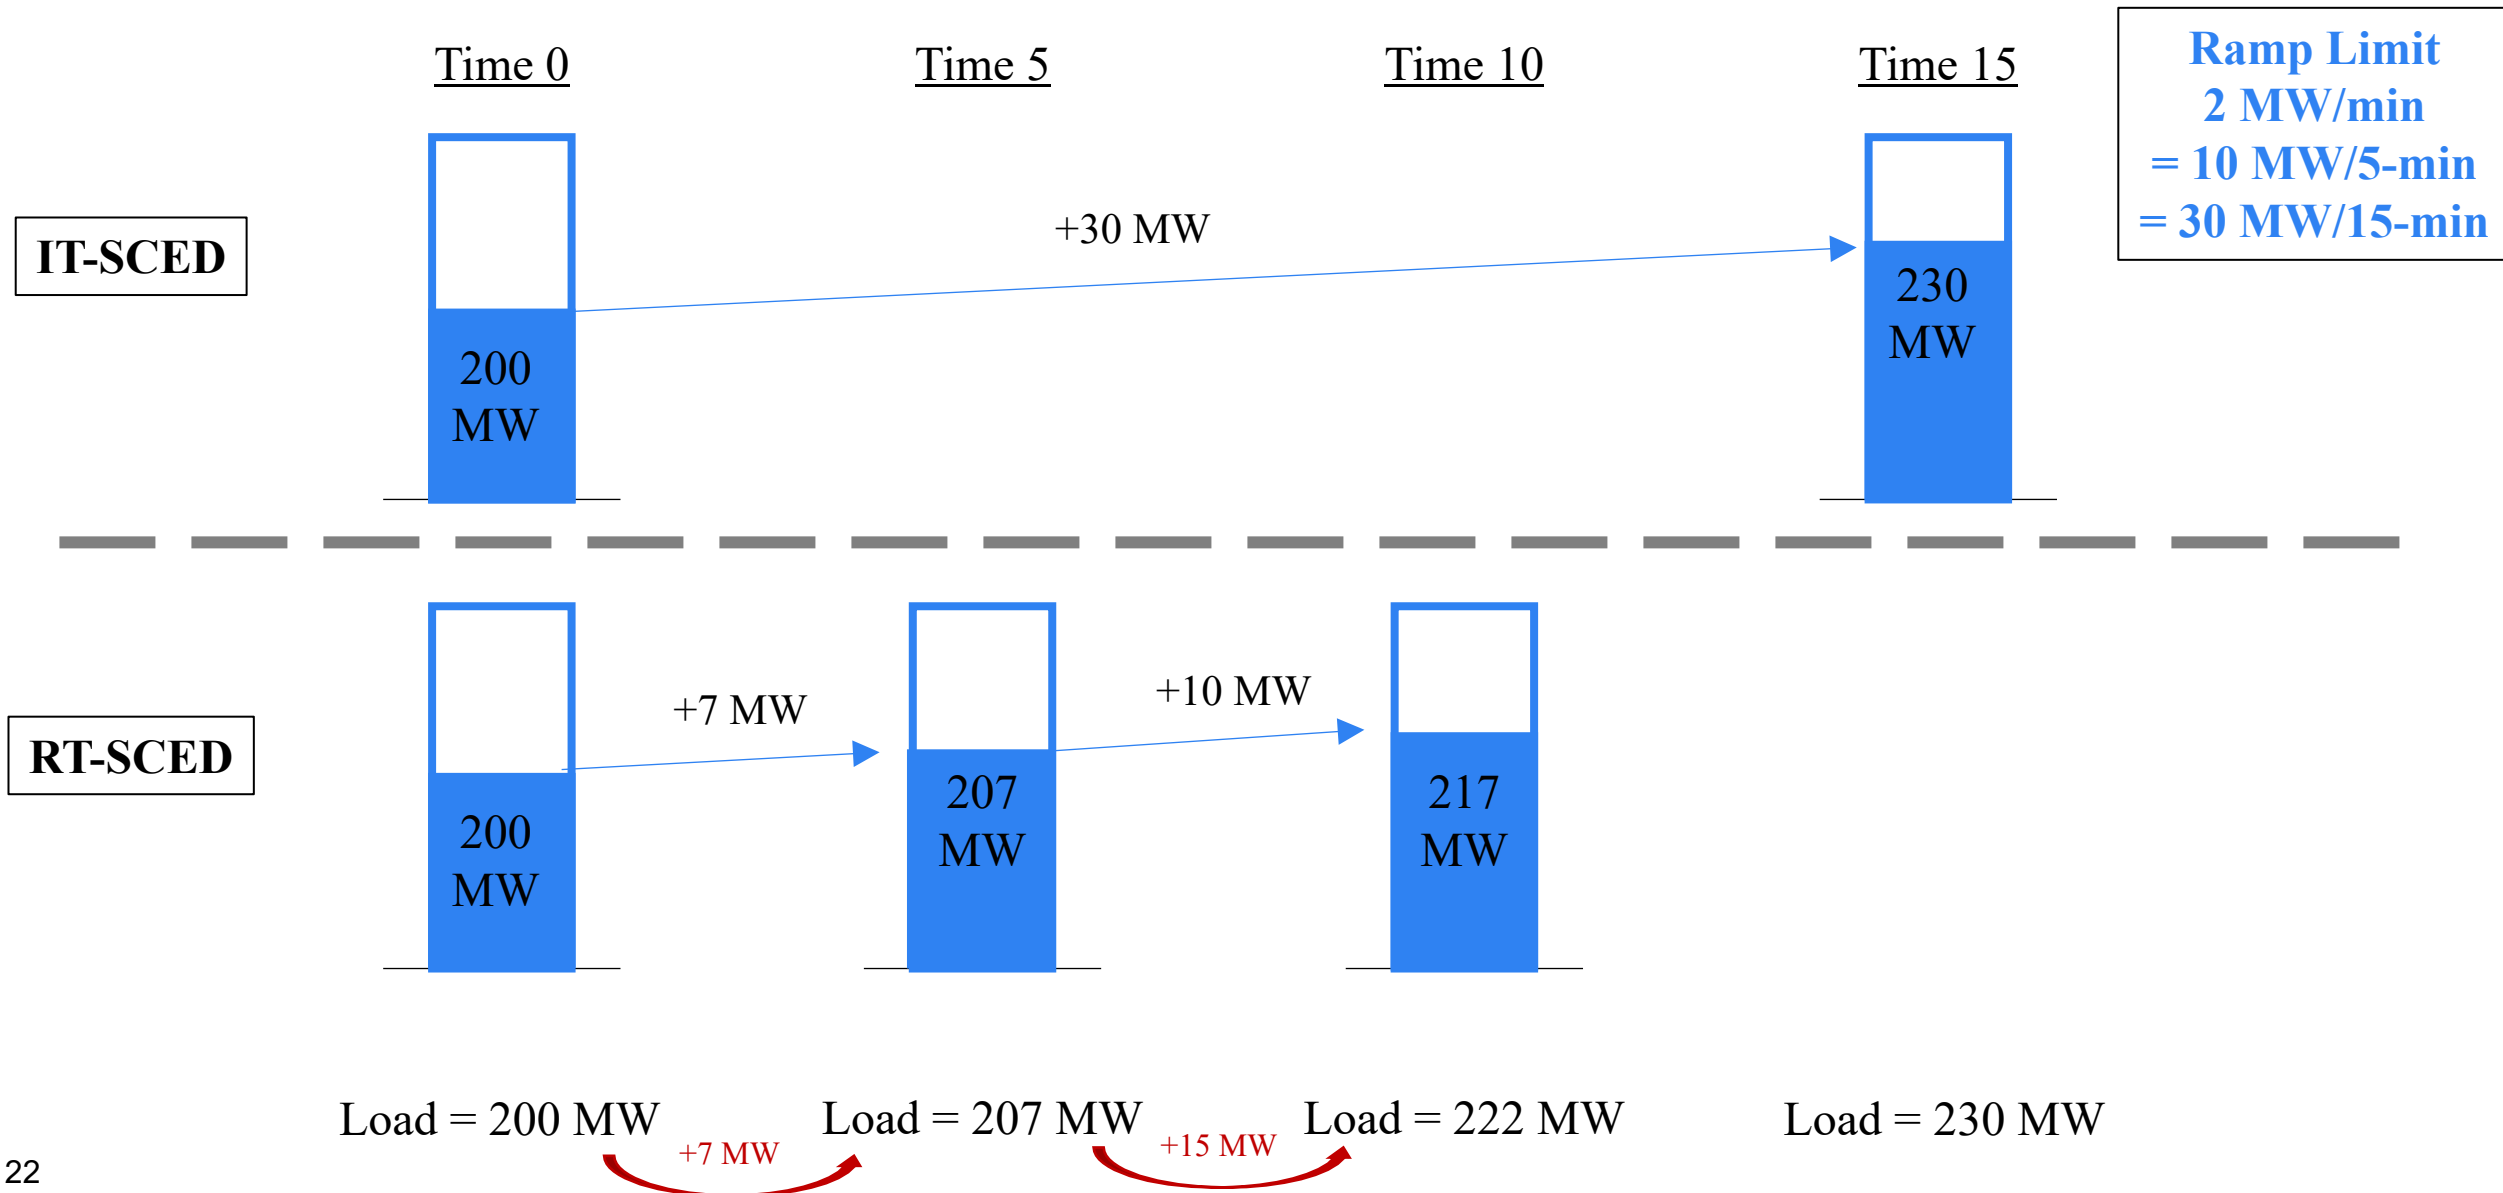 Time 0
Time 5
Time 10
Time 15
Ramp Limit
2 MW/min
= 10 MW/5-min
= 30 MW/15-min
IT-SCED
+30 MW
200
MW
230
MW
RT-SCED
+7 MW
+10 MW
200
MW
207
MW
217
MW
Load = 200 MW
Load = 207 MW
Load = 222 MW
Load = 230 MW
+7 MW
+15 MW
22